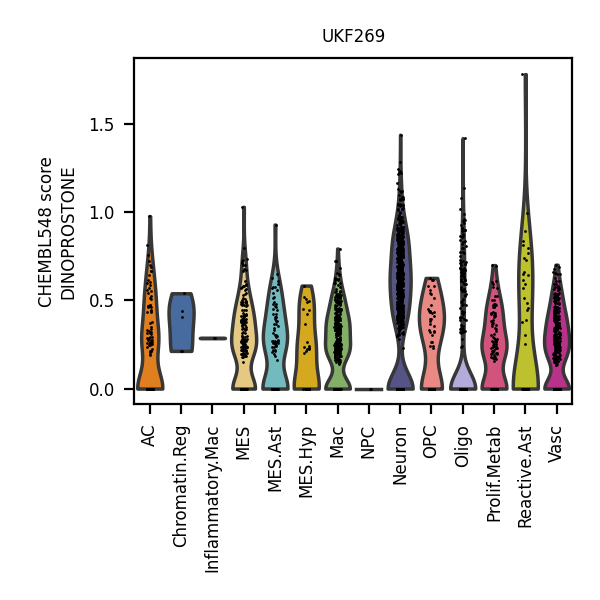 UKF269
CHEMBL548 score
DINOPROSTONE
1.5
1.0
0.5
0.0
AC
Chromatin.Reg
Inflammatory.Mac
MES
MES.Ast
MES.Hyp
Mac
NPC
Neuron
OPC
Oligo
Prolif.Metab
Reactive.Ast
Vasc